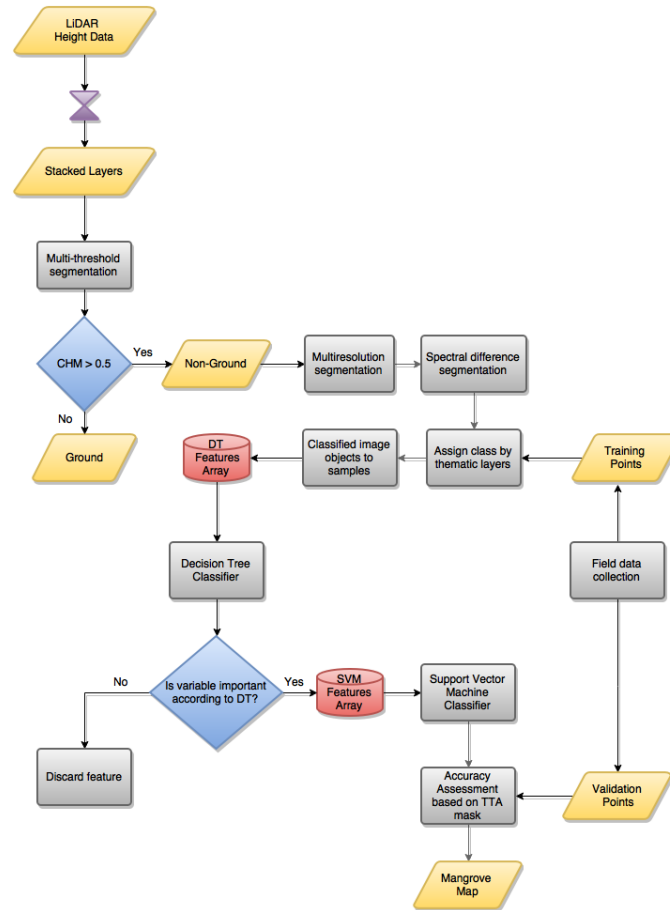 LiDAR
Height Data
Stacked Layers
Multi-threshold
segmentation
CHM > 0.5
Yes
No
Non-Ground
Ground
Multiresolution
segmentation
Spectral difference
segmentation
DT
Features
Array
Classified image
objects to
samples
Assign class by
thematic layers
Training
Points
Decision Tree
Classifier
Field data
collection
Is variable important
according to DT?
No
Yes
Discard feature
SVM
Features
Array
Support Vector
Machine
Classifier
Accuracy
Assessment
based on TTA
mask
Validation
Points
Mangrove
Map